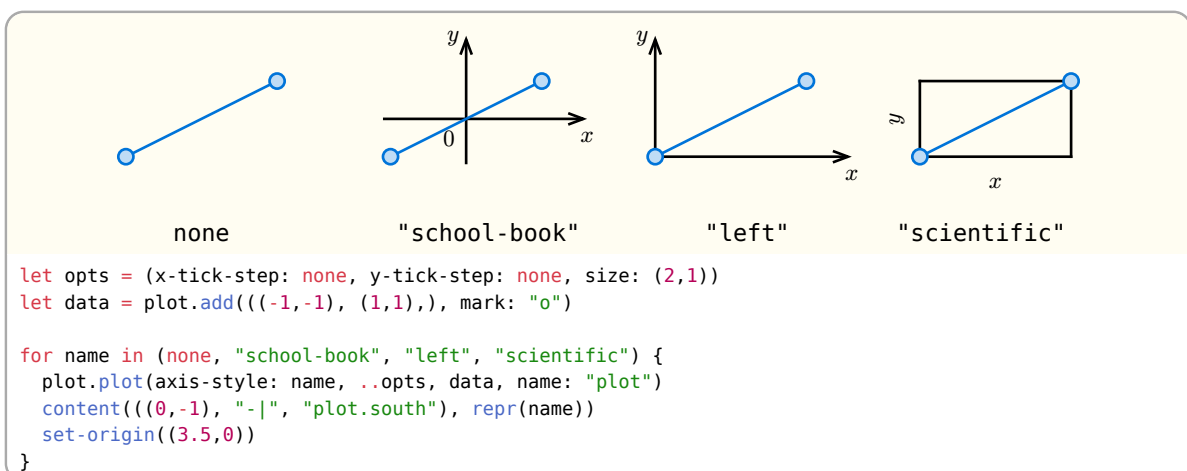 y y
y
0 x
x x
none "school-book" "left" "scientific"
let opts = (x-tick-step: none, y-tick-step: none, size: (2,1))
let data = plot.add(((-1,-1), (1,1),), mark: "o")
for name in (none, "school-book", "left", "scientific") {
  plot.plot(axis-style: name, ..opts, data, name: "plot")
  content(((0,-1), "-|", "plot.south"), repr(name))
  set-origin((3.5,0))
}